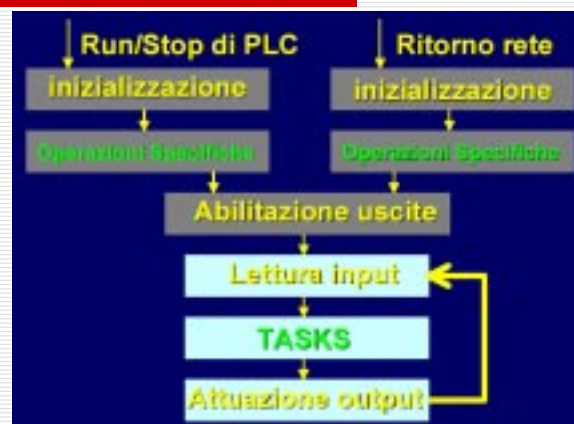 Run/Stop di PLC
Ritorno rete
inizializzazione
inizializzazione
Operazioni Specifiche
Operazioni Specifiche
Abilitazione uscite
Lettura input
TASKS
Attuazione output